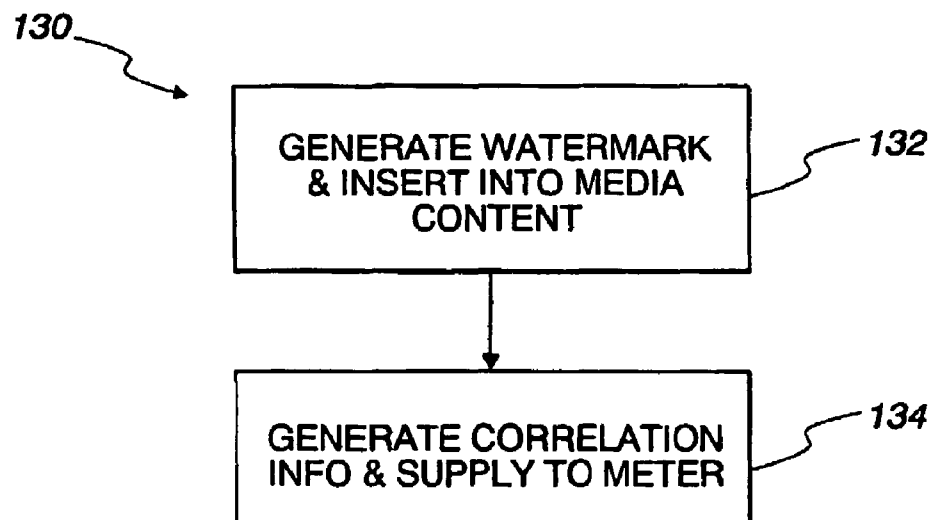 130
GENERATE WATERMARK
& INSERT INTO MEDIA
CONTENT
132
GENERATE CORRELATION
INFO & SUPPLY TO METER
134